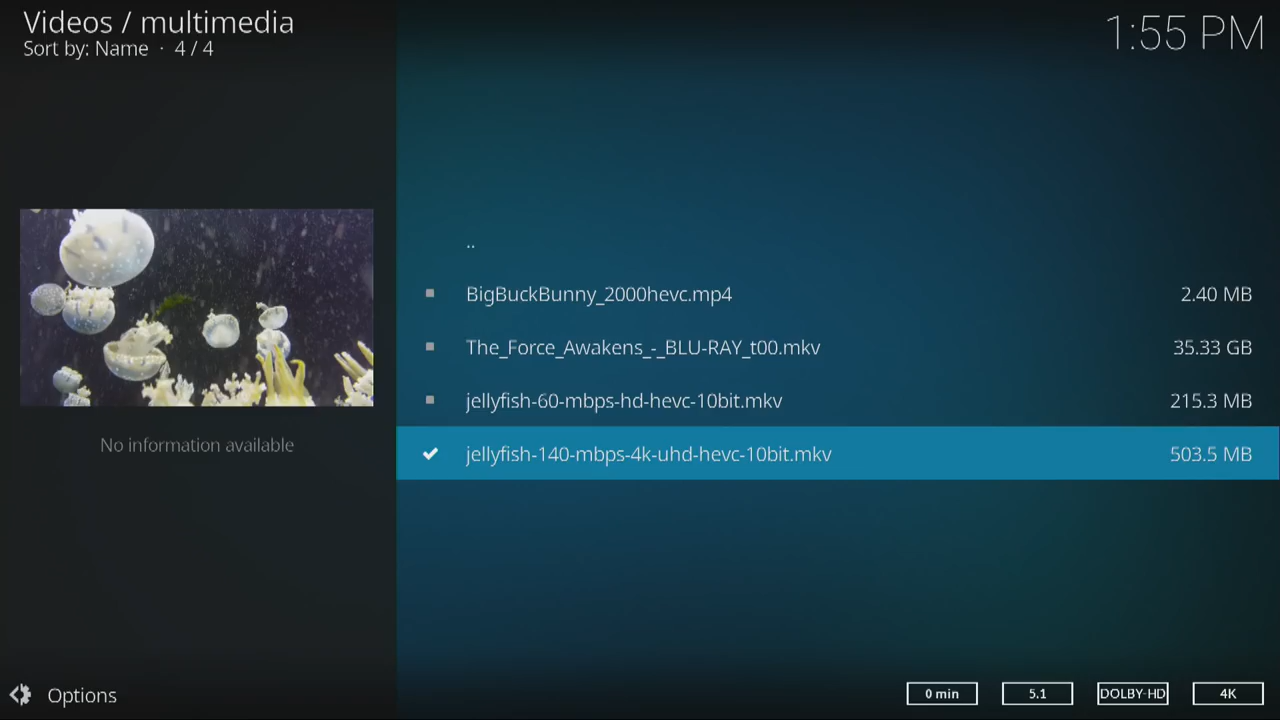 Videos / multimedia
Sort by: Name · 4 / 4
1:55 PM
..
BigBuckBunny_2000hevc.mp4 2.40 MB
The_Force_Awakens_-_BLU-RAY_t00.mkv 35.33 GB
jellyfish-60-mbps-hd-hevc-10bit.mkv 215.3 MB
jellyfish-140-mbps-4k-uhd-hevc-10bit.mkv 503.5 MB
No information available
Options
0 min 5.1 DOLBY-HD 4K